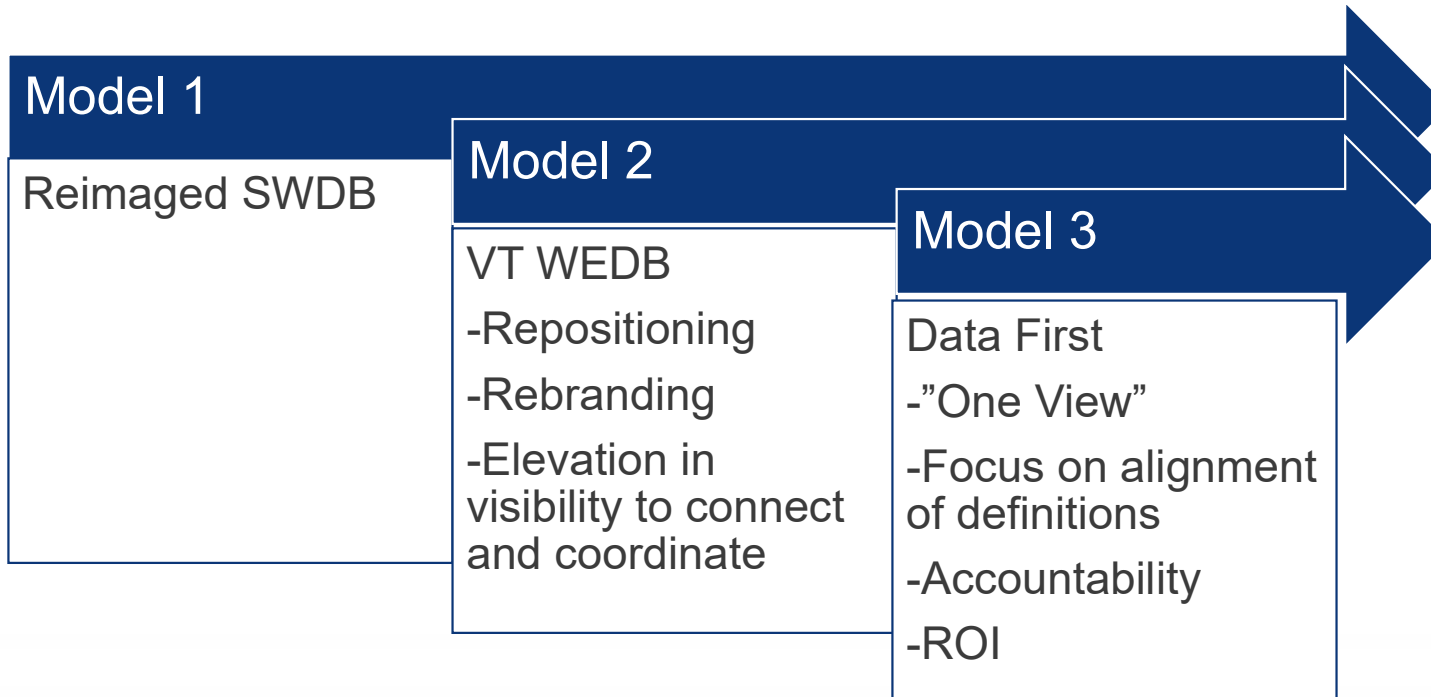 Model 1
Reimaged SWDB
Model 2
VT WEDB
-Repositioning
-Rebranding
-Elevation in
visibility to connect
and coordinate
Model 3
Data First
-”One View”
-Focus on alignment
of definitions
-Accountability
-ROI